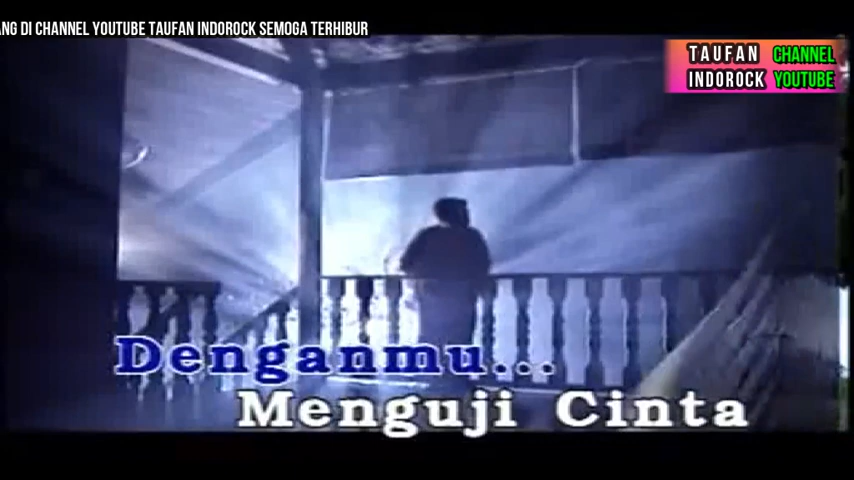 ANG DI CHANNEL YOUTUBE TAUFAN INDOROCK SEMOGA TERHIBUR
TAUFAN CHANNEL
INDOROCK YOUTUBE
Denganmu...
Menguji Cinta